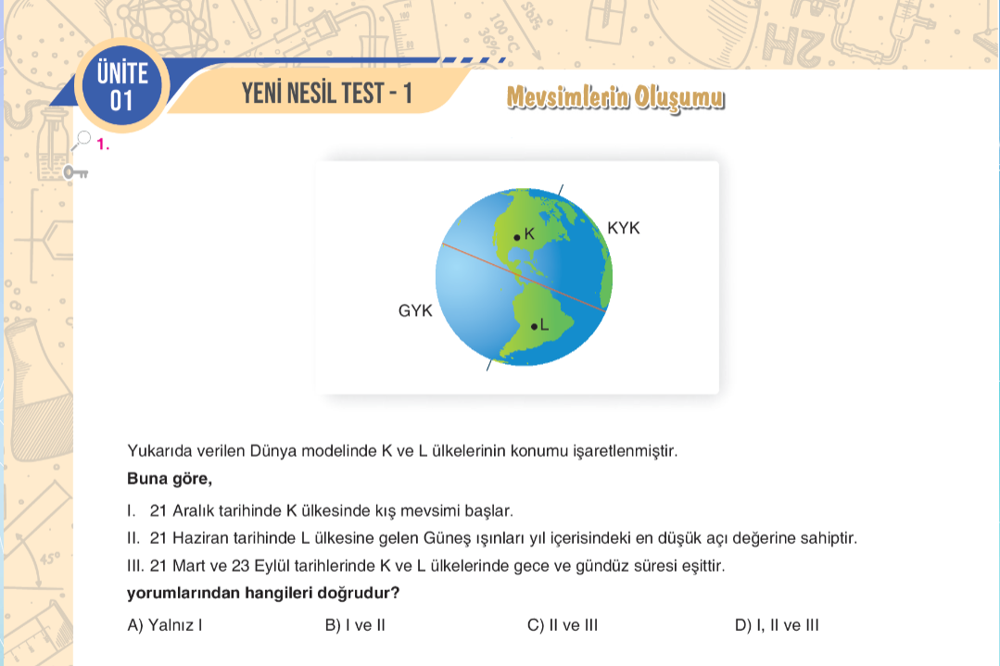 ÜNİTE
01
YENİ NESİL TEST - 1
Mevsimlerin Oluşumu
1.
KYK
K
GYK
L
Yukarıda verilen Dünya modelinde K ve L ülkelerinin konumu işaretlenmiştir.
Buna göre,
I. 21 Aralık tarihinde K ülkesinde kış mevsimi başlar.
II. 21 Haziran tarihinde L ülkesine gelen Güneş ışınları yıl içerisindeki en düşük açı değerine sahiptir.
III. 21 Mart ve 23 Eylül tarihlerinde K ve L ülkelerinde gece ve gündüz süresi eşittir.
yorumlarından hangileri doğrudur?
A) Yalnız I B) I ve II C) II ve III D) I, II ve III
100 °C
36%
45°